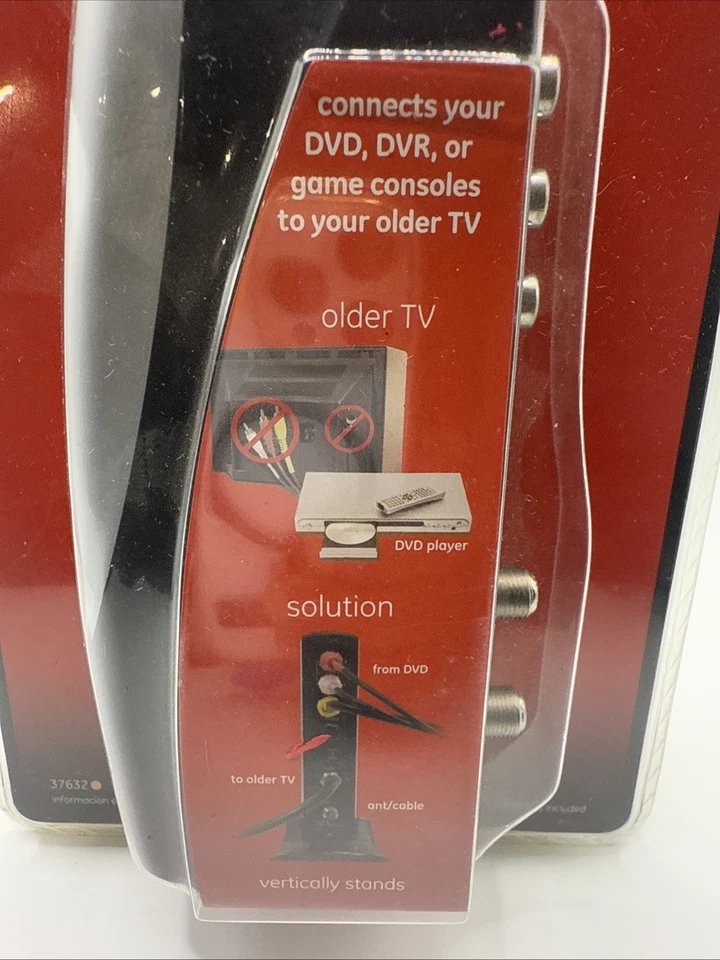 connects your
DVD, DVR, or
game consoles
to your older TV
older TV
DVD player
solution
from DVD
to older TV
ant/cable
vertically stands
37632
informacion
included